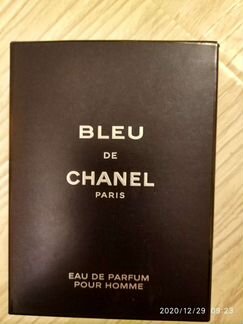 BLEU
DE
CHANEL
PARIS
EAU DE PARFUM
POUR HOMME
2020/12/29 09:23